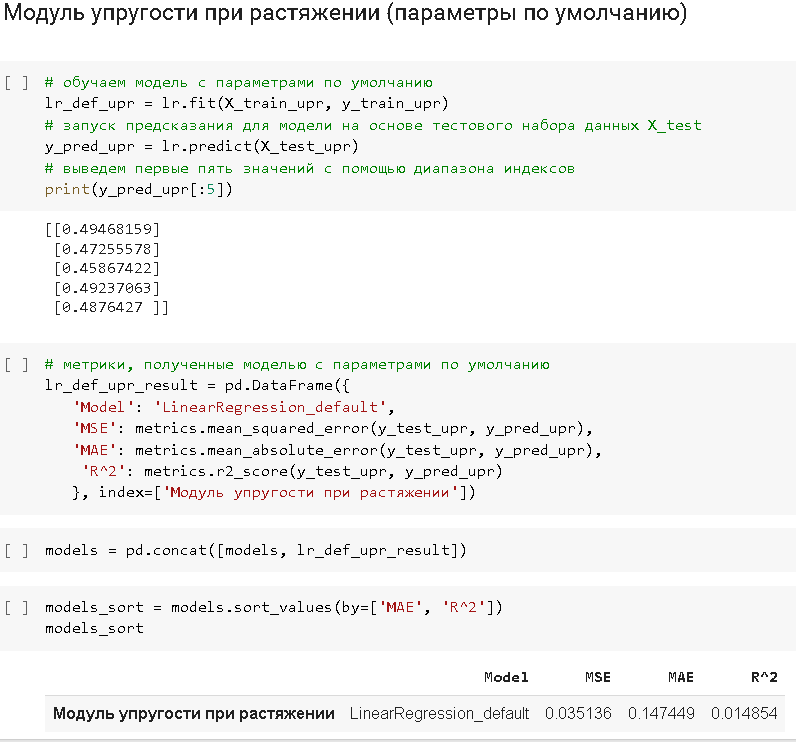 Модуль упругости при растяжении (параметры по умолчанию)
[ ] # обучаем модель с параметрами по умолчанию
lr_def_upr = lr.fit(X_train_upr, y_train_upr)
# запуск предсказания для модели на основе тестового набора данных X_test
y_pred_upr = lr.predict(X_test_upr)
# выведем первые пять значений с помощью диапазона индексов
print(y_pred_upr[:5])
[[0.49468159]
[0.47255578]
[0.45867422]
[0.49237063]
[0.4876427 ]]
[ ] # метрики, полученные моделью с параметрами по умолчанию
lr_def_upr_result = pd.DataFrame({
'Model': 'LinearRegression_default',
'MSE': metrics.mean_squared_error(y_test_upr, y_pred_upr),
'MAE': metrics.mean_absolute_error(y_test_upr, y_pred_upr),
'R^2': metrics.r2_score(y_test_upr, y_pred_upr)
}, index=['Модуль упругости при растяжении'])
[ ] models = pd.concat([models, lr_def_upr_result])
[ ] models_sort = models.sort_values(by=['MAE', 'R^2'])
models_sort
Model MSE MAE R^2
Модуль упругости при растяжении LinearRegression_default 0.035136 0.147449 0.014854